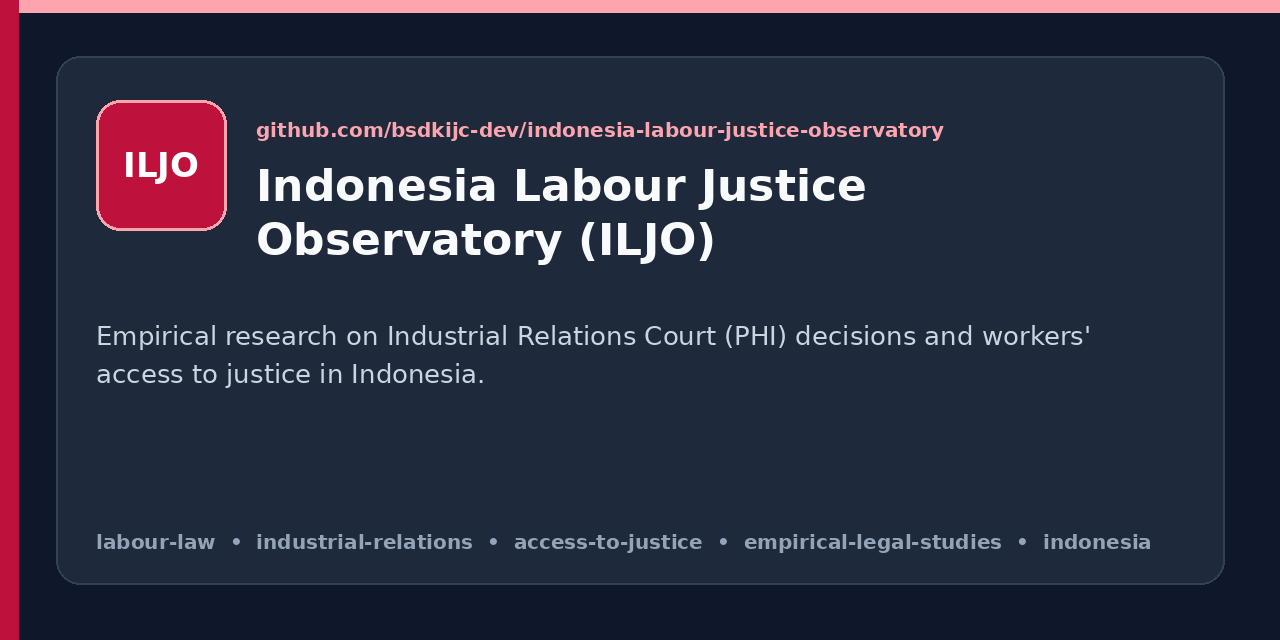 ILJO
github.com/bsdkijc-dev/indonesia-labour-justice-observatory
Indonesia Labour Justice
Observatory (ILJO)
Empirical research on Industrial Relations Court (PHI) decisions and workers'
access to justice in Indonesia.
labour-law • industrial-relations • access-to-justice • empirical-legal-studies • indonesia